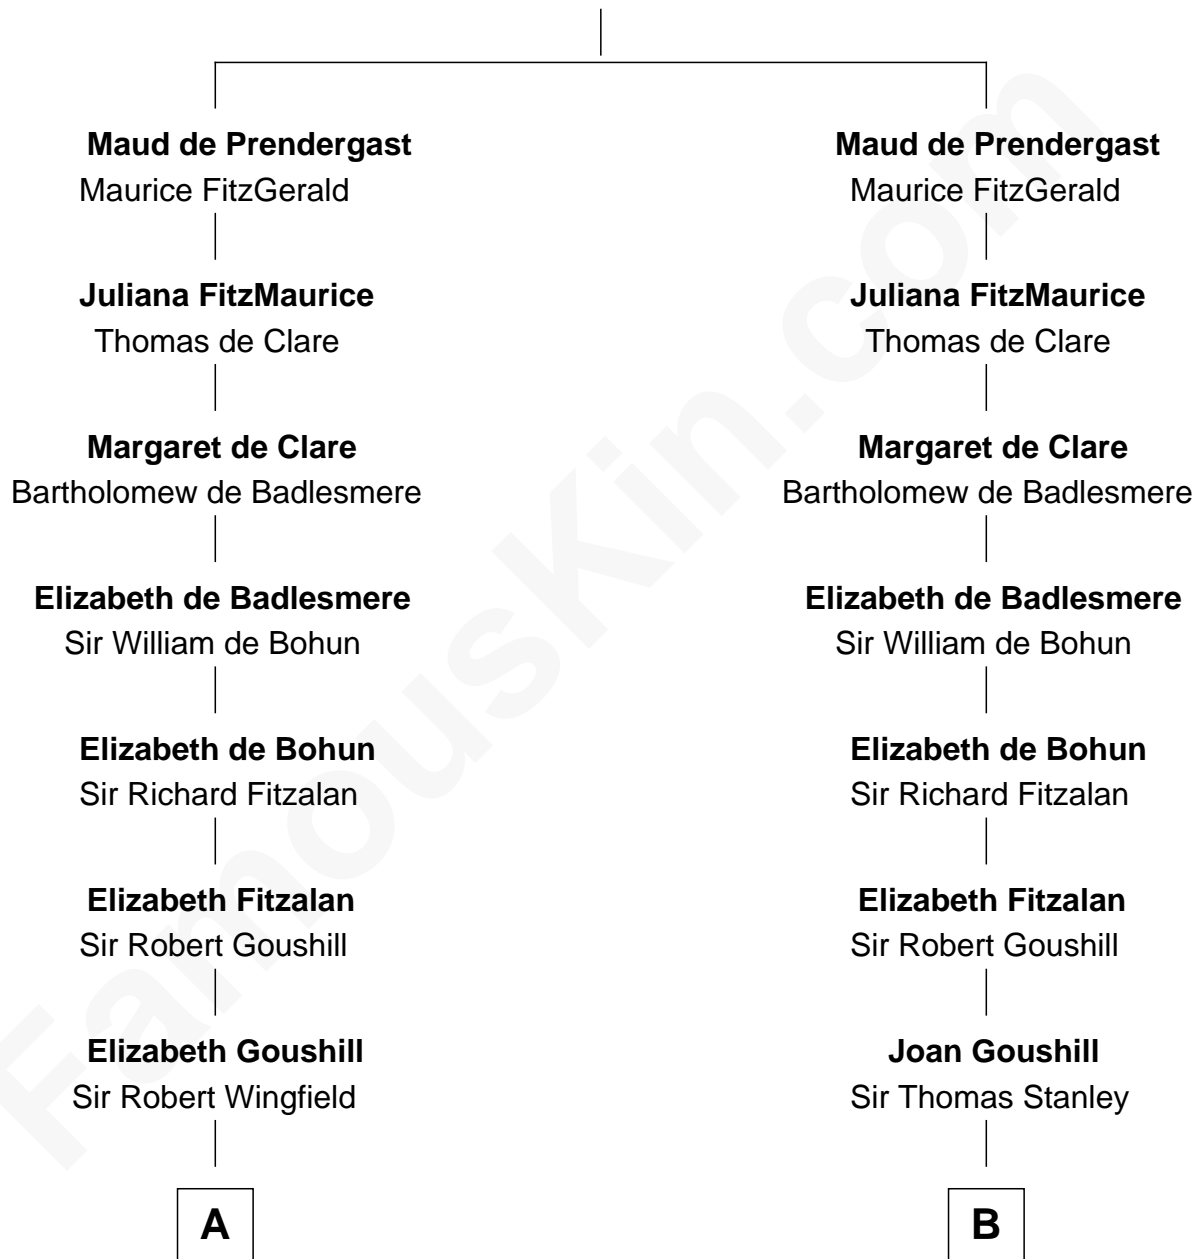 Maud de Prendergast
Maurice FitzGerald
Juliana FitzMaurice
Thomas de Clare
Margaret de Clare
Bartholomew de Badlesmere
Elizabeth de Badlesmere
Sir William de Bohun
Elizabeth de Bohun
Sir Richard Fitzalan
Elizabeth Fitzalan
Sir Robert Goushill
Elizabeth Goushill
Sir Robert Wingfield
A
Maud de Prendergast
Maurice FitzGerald
Juliana FitzMaurice
Thomas de Clare
Margaret de Clare
Bartholomew de Badlesmere
Elizabeth de Badlesmere
Sir William de Bohun
Elizabeth de Bohun
Sir Richard Fitzalan
Elizabeth Fitzalan
Sir Robert Goushill
Joan Goushill
Sir Thomas Stanley
B
FamousKin.com